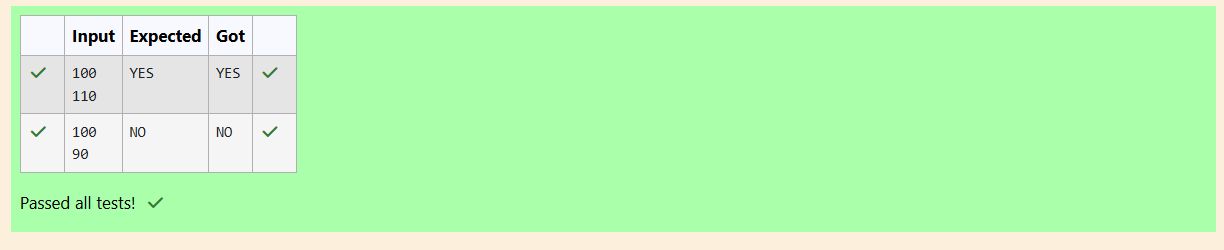 Input Expected Got
100 YES YES
110
100 NO NO
90
Passed all tests!